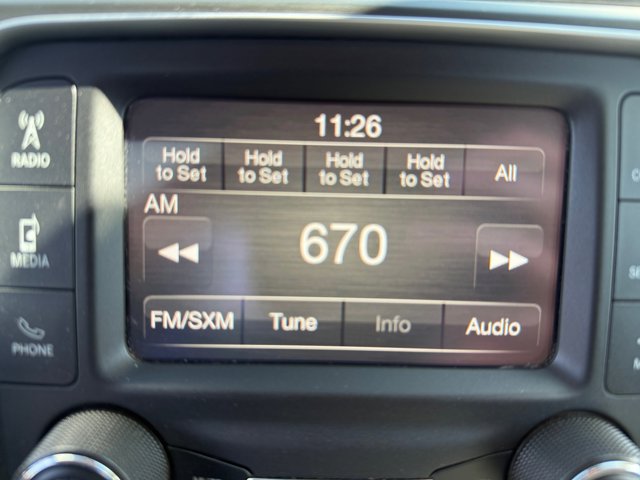 11:26
Hold to Set Hold to Set Hold to Set Hold to Set All
AM
670
FM/SXM Tune Info Audio
RADIO
MEDIA
PHONE